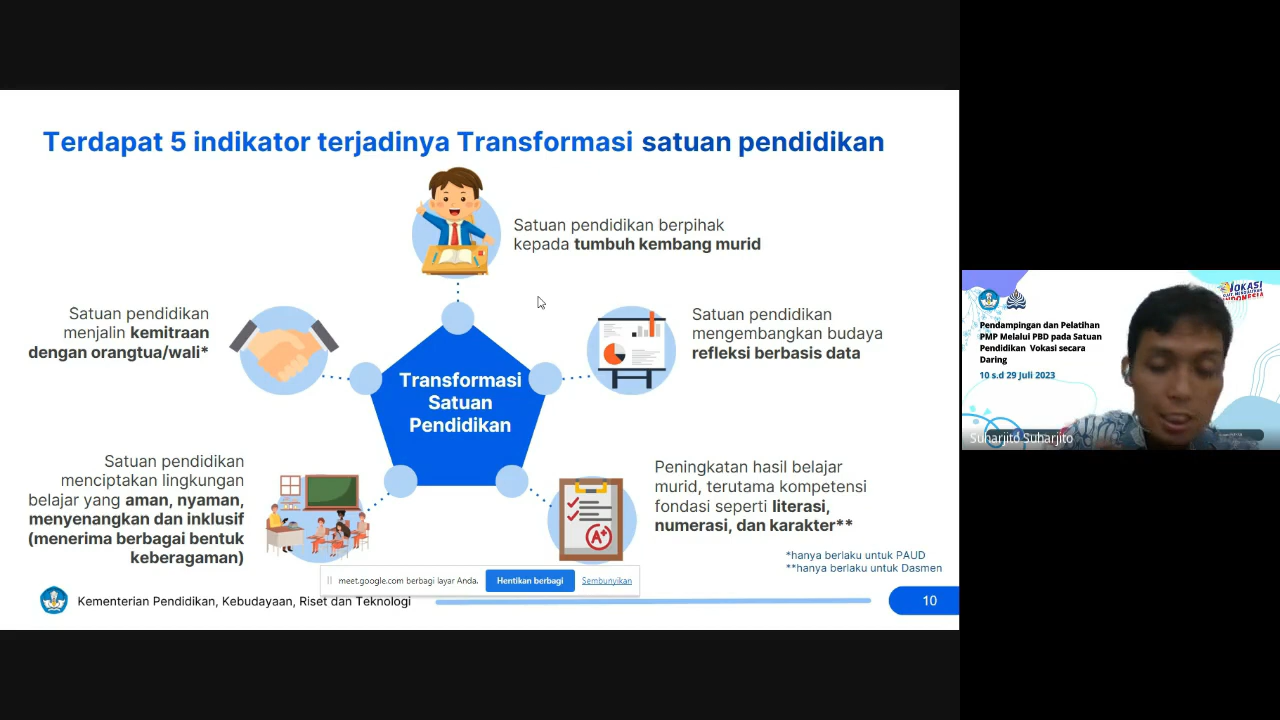 Terdapat 5 indikator terjadinya Transformasi satuan pendidikan
Satuan pendidikan berpihak
kepada tumbuh kembang murid
Satuan pendidikan
menjalin kemitraan
dengan orangtua/wali*
Satuan pendidikan
mengembangkan budaya
refleksi berbasis data
Transformasi
Satuan
Pendidikan
Satuan pendidikan
menciptakan lingkungan
belajar yang aman, nyaman,
menyenangkan dan inklusif
(menerima berbagai bentuk
keberagaman)
Peningkatan hasil belajar
murid, terutama kompetensi
fondasi seperti literasi,
numerasi, dan karakter**
A+
*hanya berlaku untuk PAUD
**hanya berlaku untuk Dasmen
meet.google.com berbagi layar Anda.
Hentikan berbagi
Sembunyikan
Kementerian Pendidikan, Kebudayaan, Riset dan Teknologi
10
Pendampingan dan Pelatihan
PMP Melalui PBD pada Satuan
Pendidikan Vokasi secara
Daring
10 s.d 29 Juli 2023
Suharjito Suharjito